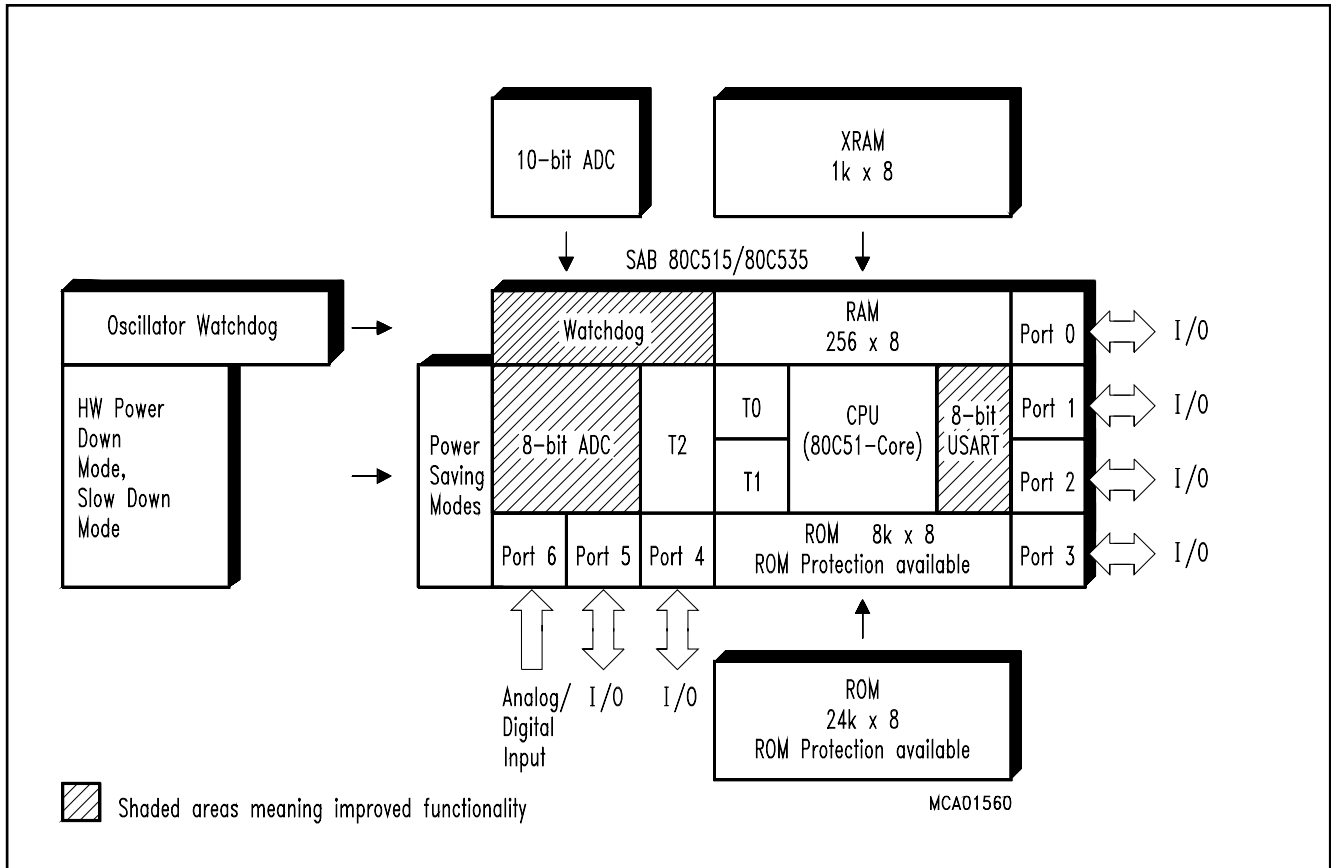 10-bit ADC
XRAM
1k x 8
SAB 80C515/80C535
Oscillator Watchdog
Watchdog
RAM
256 x 8
Port 0
I/O
HW Power
Down
Mode,
Slow Down
Mode
Power
Saving
Modes
8-bit ADC
T2
T0
T1
CPU
(80C51-Core)
8-bit
USART
Port 1
I/O
Port 2
I/O
Port 6
Port 5
Port 4
ROM 8k x 8
ROM Protection available
Port 3
I/O
Analog/
Digital
Input
I/O
I/O
ROM
24k x 8
ROM Protection available
Shaded areas meaning improved functionality
MCA01560